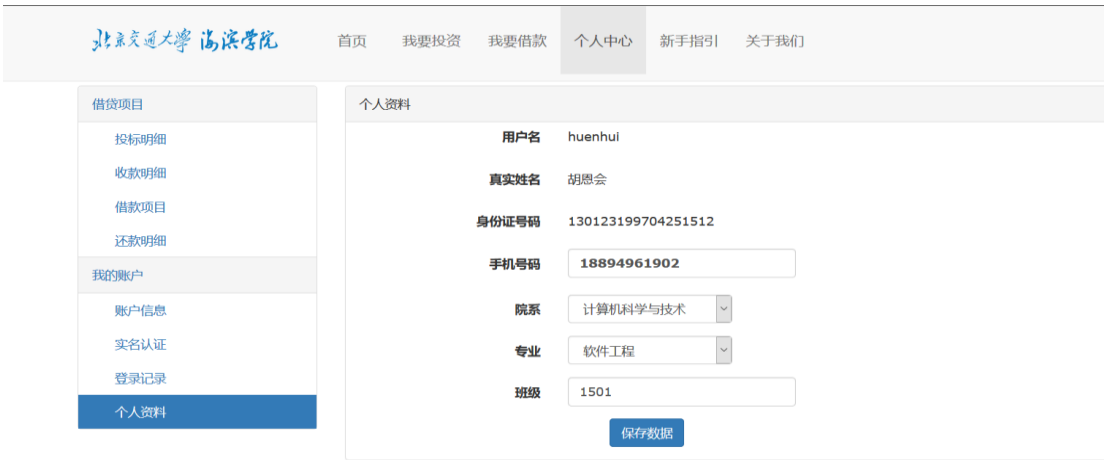 北京交通大學 海滨学院 首页 我要投资 我要借款 个人中心 新手指引 关于我们
借贷项目
投标明细
收款明细
借款项目
还款明细
我的账户
账户信息
实名认证
登录记录
个人资料
个人资料
用户名 huenhui
真实姓名 胡恩会
身份证号码 130123199704251512
手机号码 18894961902
院系 计算机科学与技术
专业 软件工程
班级 1501
保存数据